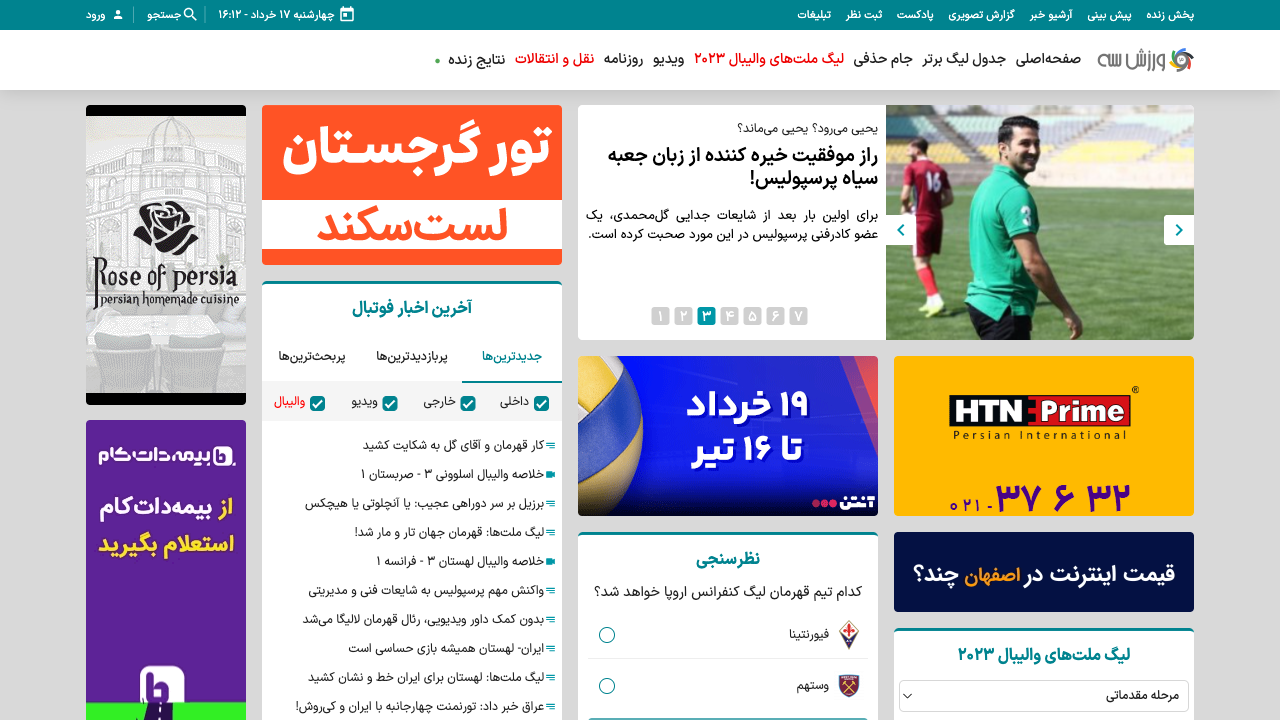 پخش زنده
پیش بینی
آرشیو خبر
گزارش تصویری
پادکست
ثبت نظر
تبلیغات
چهارشنبه ۱۷ خرداد - ۱۶:۱۲
جستجو
ورود
ورزش سه
صفحه‌اصلی
جدول لیگ برتر
جام حذفی
لیگ ملت‌های والیبال ۲۰۲۳
ویدیو
روزنامه
نقل و انتقالات
نتایج زنده
یحیی می‌رود؟ یحیی می‌ماند؟
راز موفقیت خیره کننده از زبان جعبه
سیاه پرسپولیس!
برای اولین بار بعد از شایعات جدایی گل‌محمدی، یک
عضو کادرفنی پرسپولیس در این مورد صحبت کرده است.
۱ ۲ ۳ ۴ ۵ ۶ ۷
16
HTN Prime ®
Persian International
۰۲۱- ۳۷ ۶ ۳۲
قیمت اینترنت در اصفهان چند؟
لیگ ملت‌های والیبال ۲۰۲۳
مرحله مقدماتی
۱۹ خرداد
تا ۱۶ تیر
آنتن
نظرسنجی
کدام تیم قهرمان لیگ کنفرانس اروپا خواهد شد؟
فیورنتینا
وستهم
تور گرجستان
لست‌سکند
آخرین اخبار فوتبال
جدیدترین‌ها
پربازدیدترین‌ها
پربحث‌ترین‌ها
داخلی
خارجی
ویدیو
والیبال
کار قهرمان و آقای گل به شکایت کشید
خلاصه والیبال اسلوونی ۳ - صربستان ۱
برزیل بر سر دوراهی عجیب: یا آنچلوتی یا هیچکس
لیگ ملت‌ها: قهرمان جهان تار و مار شد!
خلاصه والیبال لهستان ۳ - فرانسه ۱
واکنش مهم پرسپولیس به شایعات فنی و مدیریتی
بدون کمک داور ویدیویی، رئال قهرمان لالیگا می‌شد
ایران- لهستان همیشه بازی حساسی است
لیگ ملت‌ها: لهستان برای ایران خط و نشان کشید
عراق خبر داد: تورنمنت چهارجانبه با ایران و کی‌روش!
Rose of persia
persian homemade cuisine
بیمه‌دات‌کام
از بیمه‌دات‌کام
استعلام بگیرید